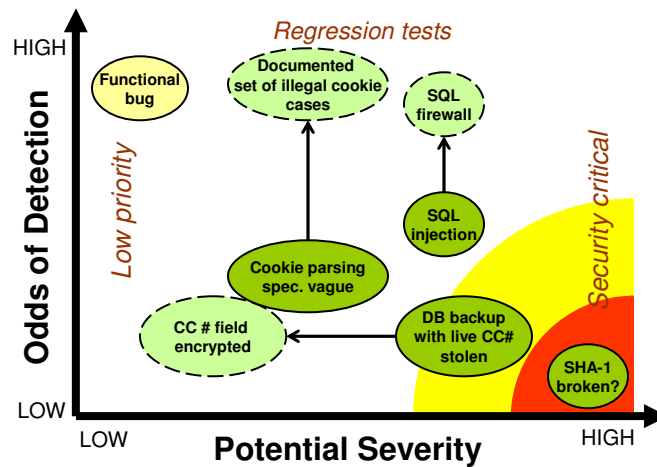 Regression tests
HIGH
Functional
bug
Documented
set of illegal cookie
cases
SQL
firewall
Odds of Detection
Low priority
Security critical
SQL
injection
Cookie parsing
spec. vague
CC # field
encrypted
DB backup
with live CC#
stolen
SHA-1
broken?
LOW
LOW
Potential Severity
HIGH